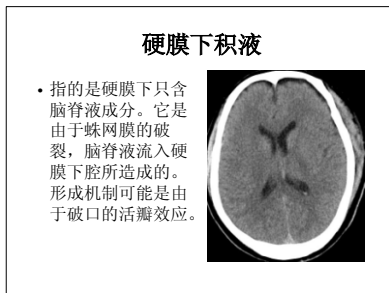 硬膜下积液
• 指的是硬膜下只含
脑脊液成分。它是
由于蛛网膜的破
裂，脑脊液流入硬
膜下腔所造成的。
形成机制可能是由
于破口的活瓣效应。